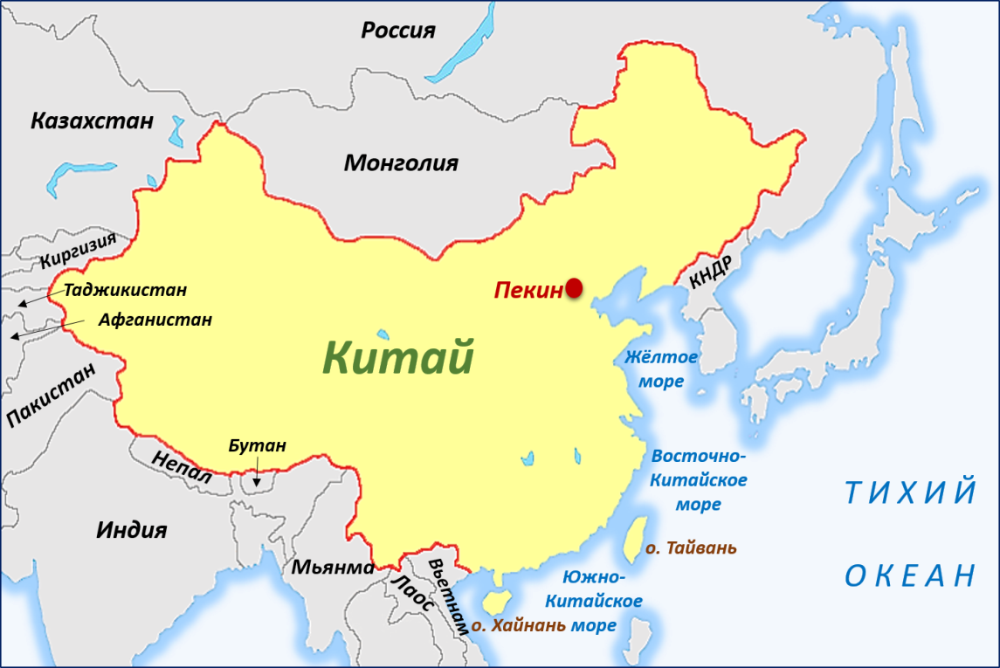 Россия
Казахстан
Монголия
Киргизия
КНДР
Таджикистан
Пекин
Афганистан
Китай
Жёлтое
море
Пакистан
Бутан
Непал
Восточно-
Китайское
море
ТИХИЙ
Индия
о. Тайвань
Мьянма
Лаос
Вьетнам
Южно-
Китайское
море
ОКЕАН
о. Хайнань